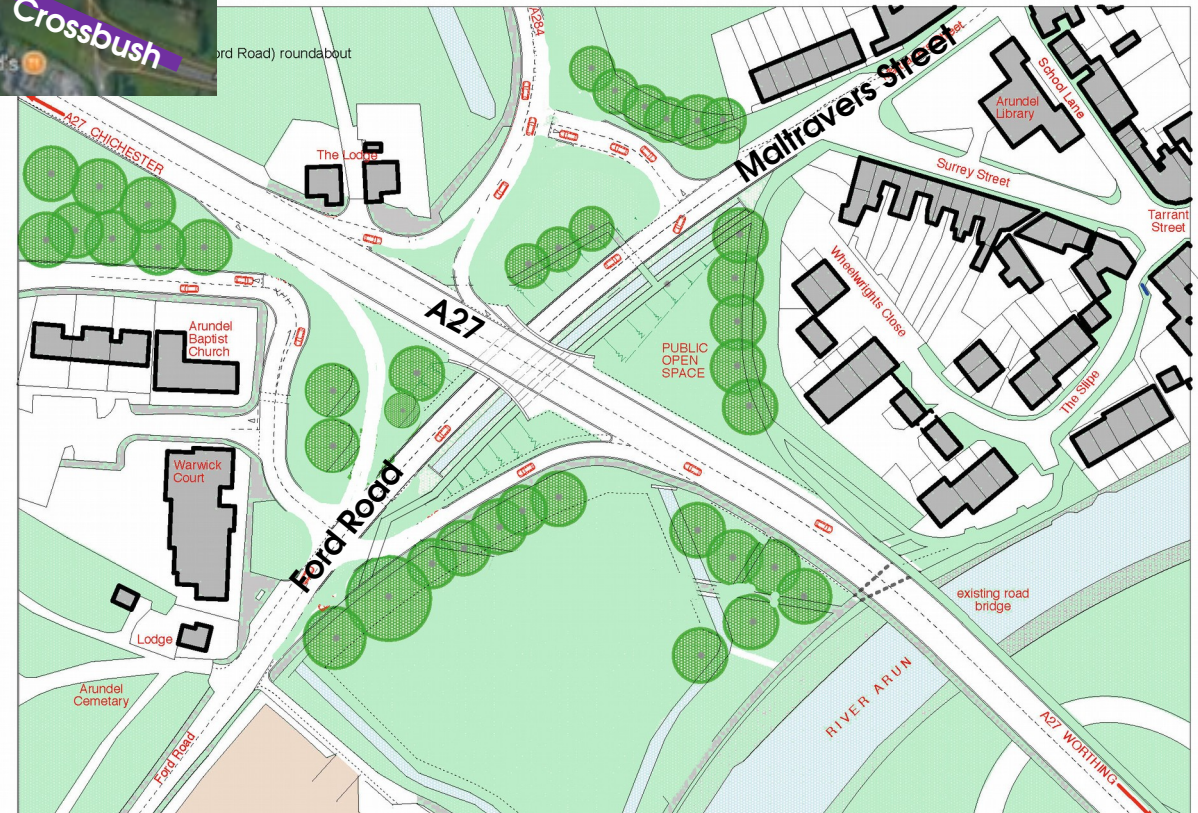 Crossbush
d's
ord Road) roundabout
A284
Maltravers Street
Street
School Lane
Arundel
Library
A27 CHICHESTER
The Lodge
Surrey Street
Tarrant
Street
Wheelwrights Close
A27
Arundel
Baptist
Church
PUBLIC
OPEN
SPACE
The Slipe
Warwick
Court
Ford Road
existing road
bridge
Lodge
Arundel
Cemetary
RIVER ARUN
Ford Road
A27 WORTHING